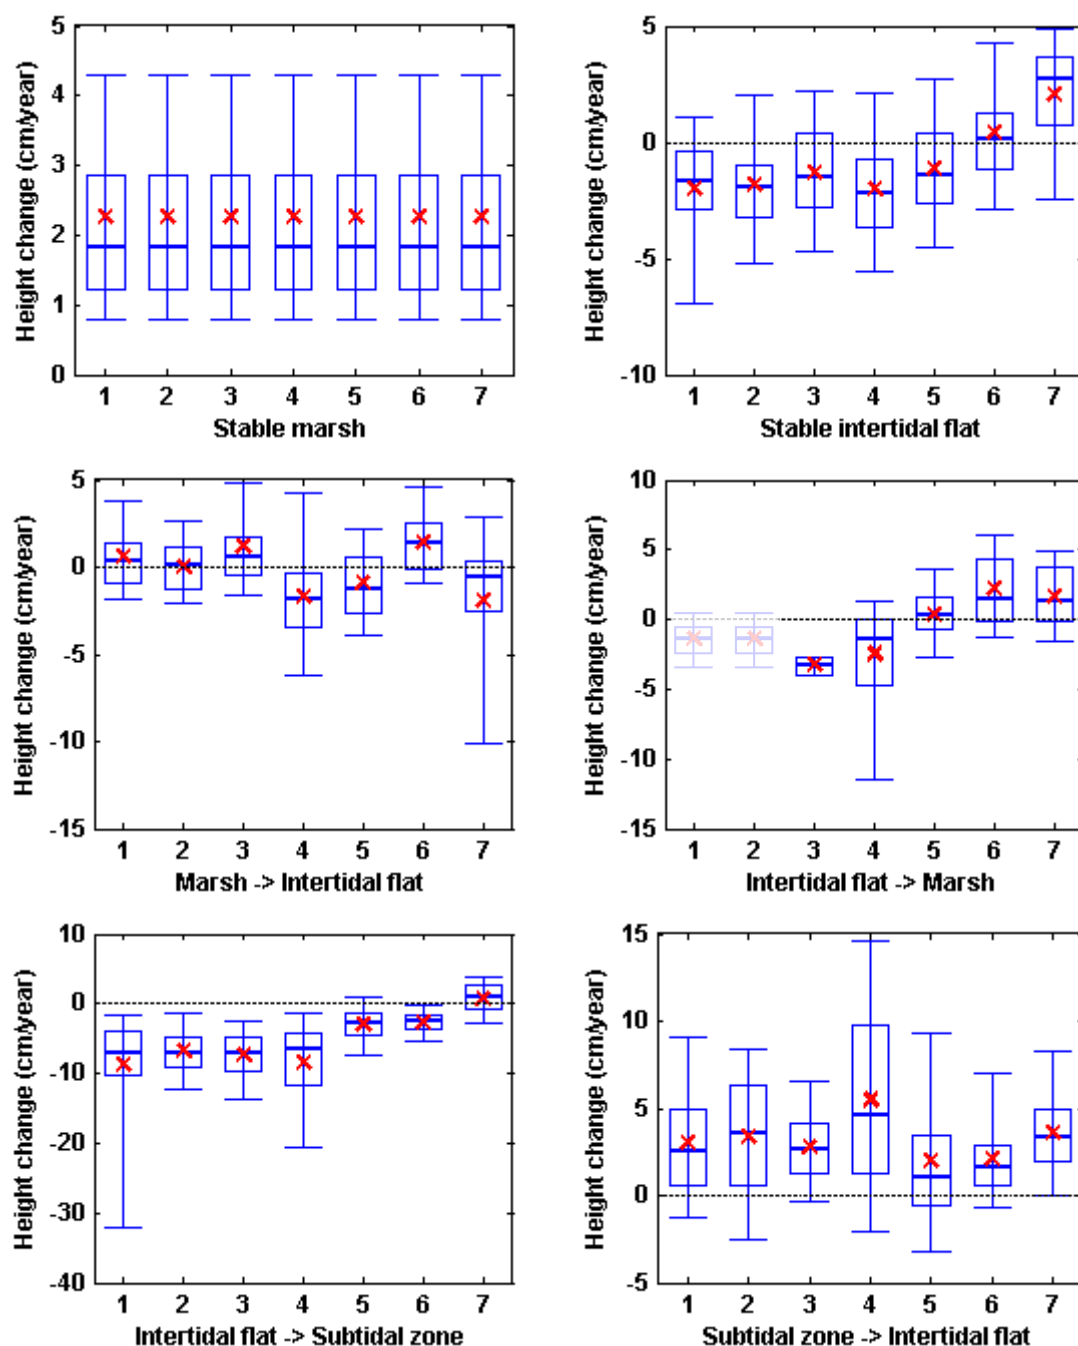 Height change (cm/year)
5
4
3
2
1
0
1 2 3 4 5 6 7
Stable marsh
Height change (cm/year)
5
0
-5
-10
1 2 3 4 5 6 7
Stable intertidal flat
Height change (cm/year)
5
0
-5
-10
-15
1 2 3 4 5 6 7
Marsh -> Intertidal flat
Height change (cm/year)
10
5
0
-5
-10
-15
1 2 3 4 5 6 7
Intertidal flat -> Marsh
Height change (cm/year)
10
0
-10
-20
-30
-40
1 2 3 4 5 6 7
Intertidal flat -> Subtidal zone
Height change (cm/year)
15
10
5
0
-5
1 2 3 4 5 6 7
Subtidal zone -> Intertidal flat